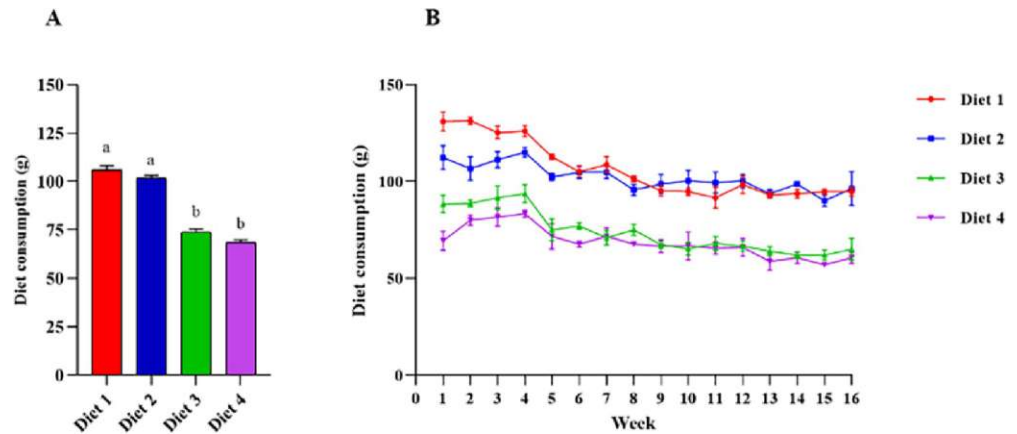 A
B
Diet consumption (g)
150
125
100
75
50
25
0
a
a
b
b
Diet 1
Diet 2
Diet 3
Diet 4
Diet consumption (g)
150
100
50
0
0 1 2 3 4 5 6 7 8 9 10 11 12 13 14 15 16
Week
Diet 1
Diet 2
Diet 3
Diet 4